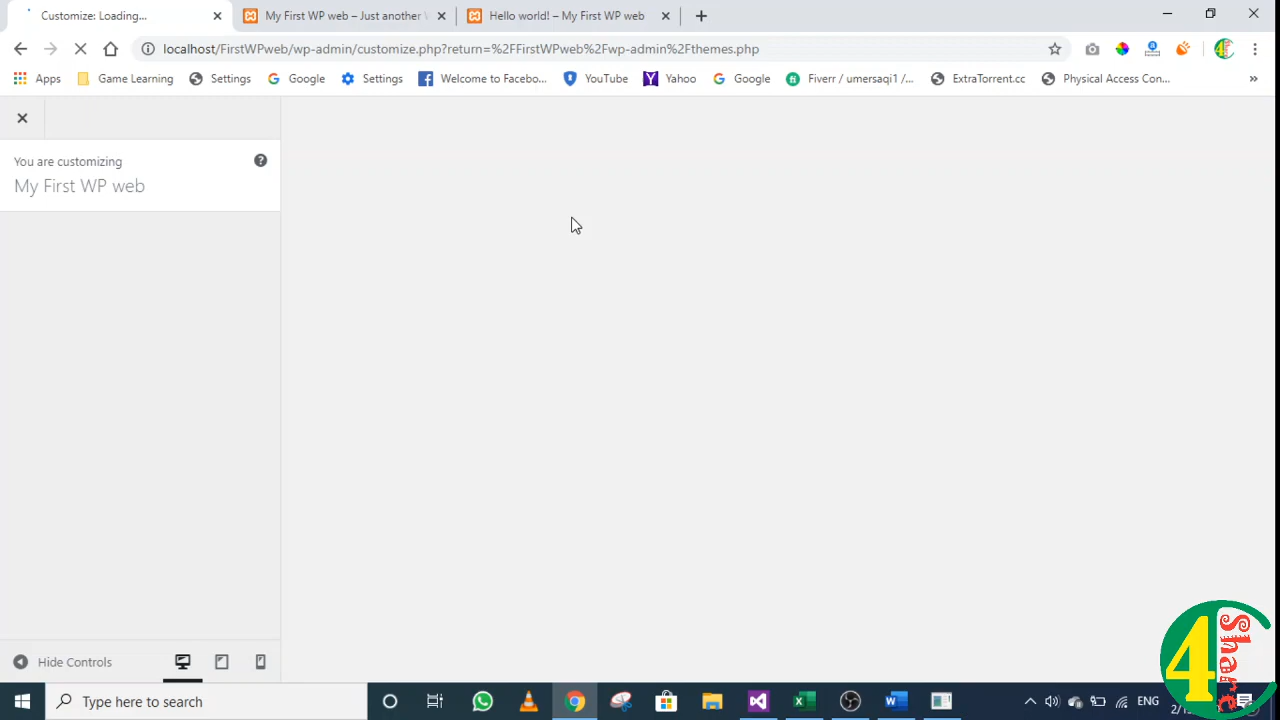 Customize: Loading...
My First WP web – Just another
Hello world! – My First WP web
localhost/FirstWPweb/wp-admin/customize.php?return=%2FFirstWPweb%2Fwp-admin%2Fthemes.php
Apps
Game Learning
Settings
Google
Settings
Welcome to Facebo...
YouTube
Yahoo
Google
Fiverr / umersaqi1 /...
ExtraTorrent.cc
Physical Access Con...
You are customizing
My First WP web
Hide Controls
4
Share
Type here to search
ENG